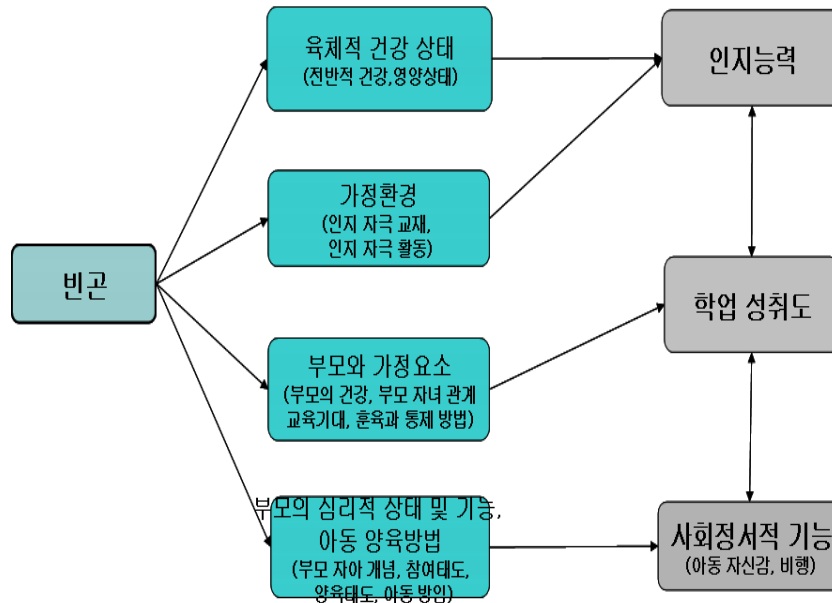 육체적 건강 상태
(전반적 건강,영양상태)
인지능력
가정환경
(인지 자극 교재,
인지 자극 활동)
빈곤
학업 성취도
부모와 가정요소
(부모의 건강, 부모 자녀 관계
교육기대, 훈육과 통제 방법)
부모의 심리적 상태 및 기능,
아동 양육방법
(부모 자아 개념, 참여태도,
양육태도, 아동 방임)
사회정서적 기능
(아동 자신감, 비행)